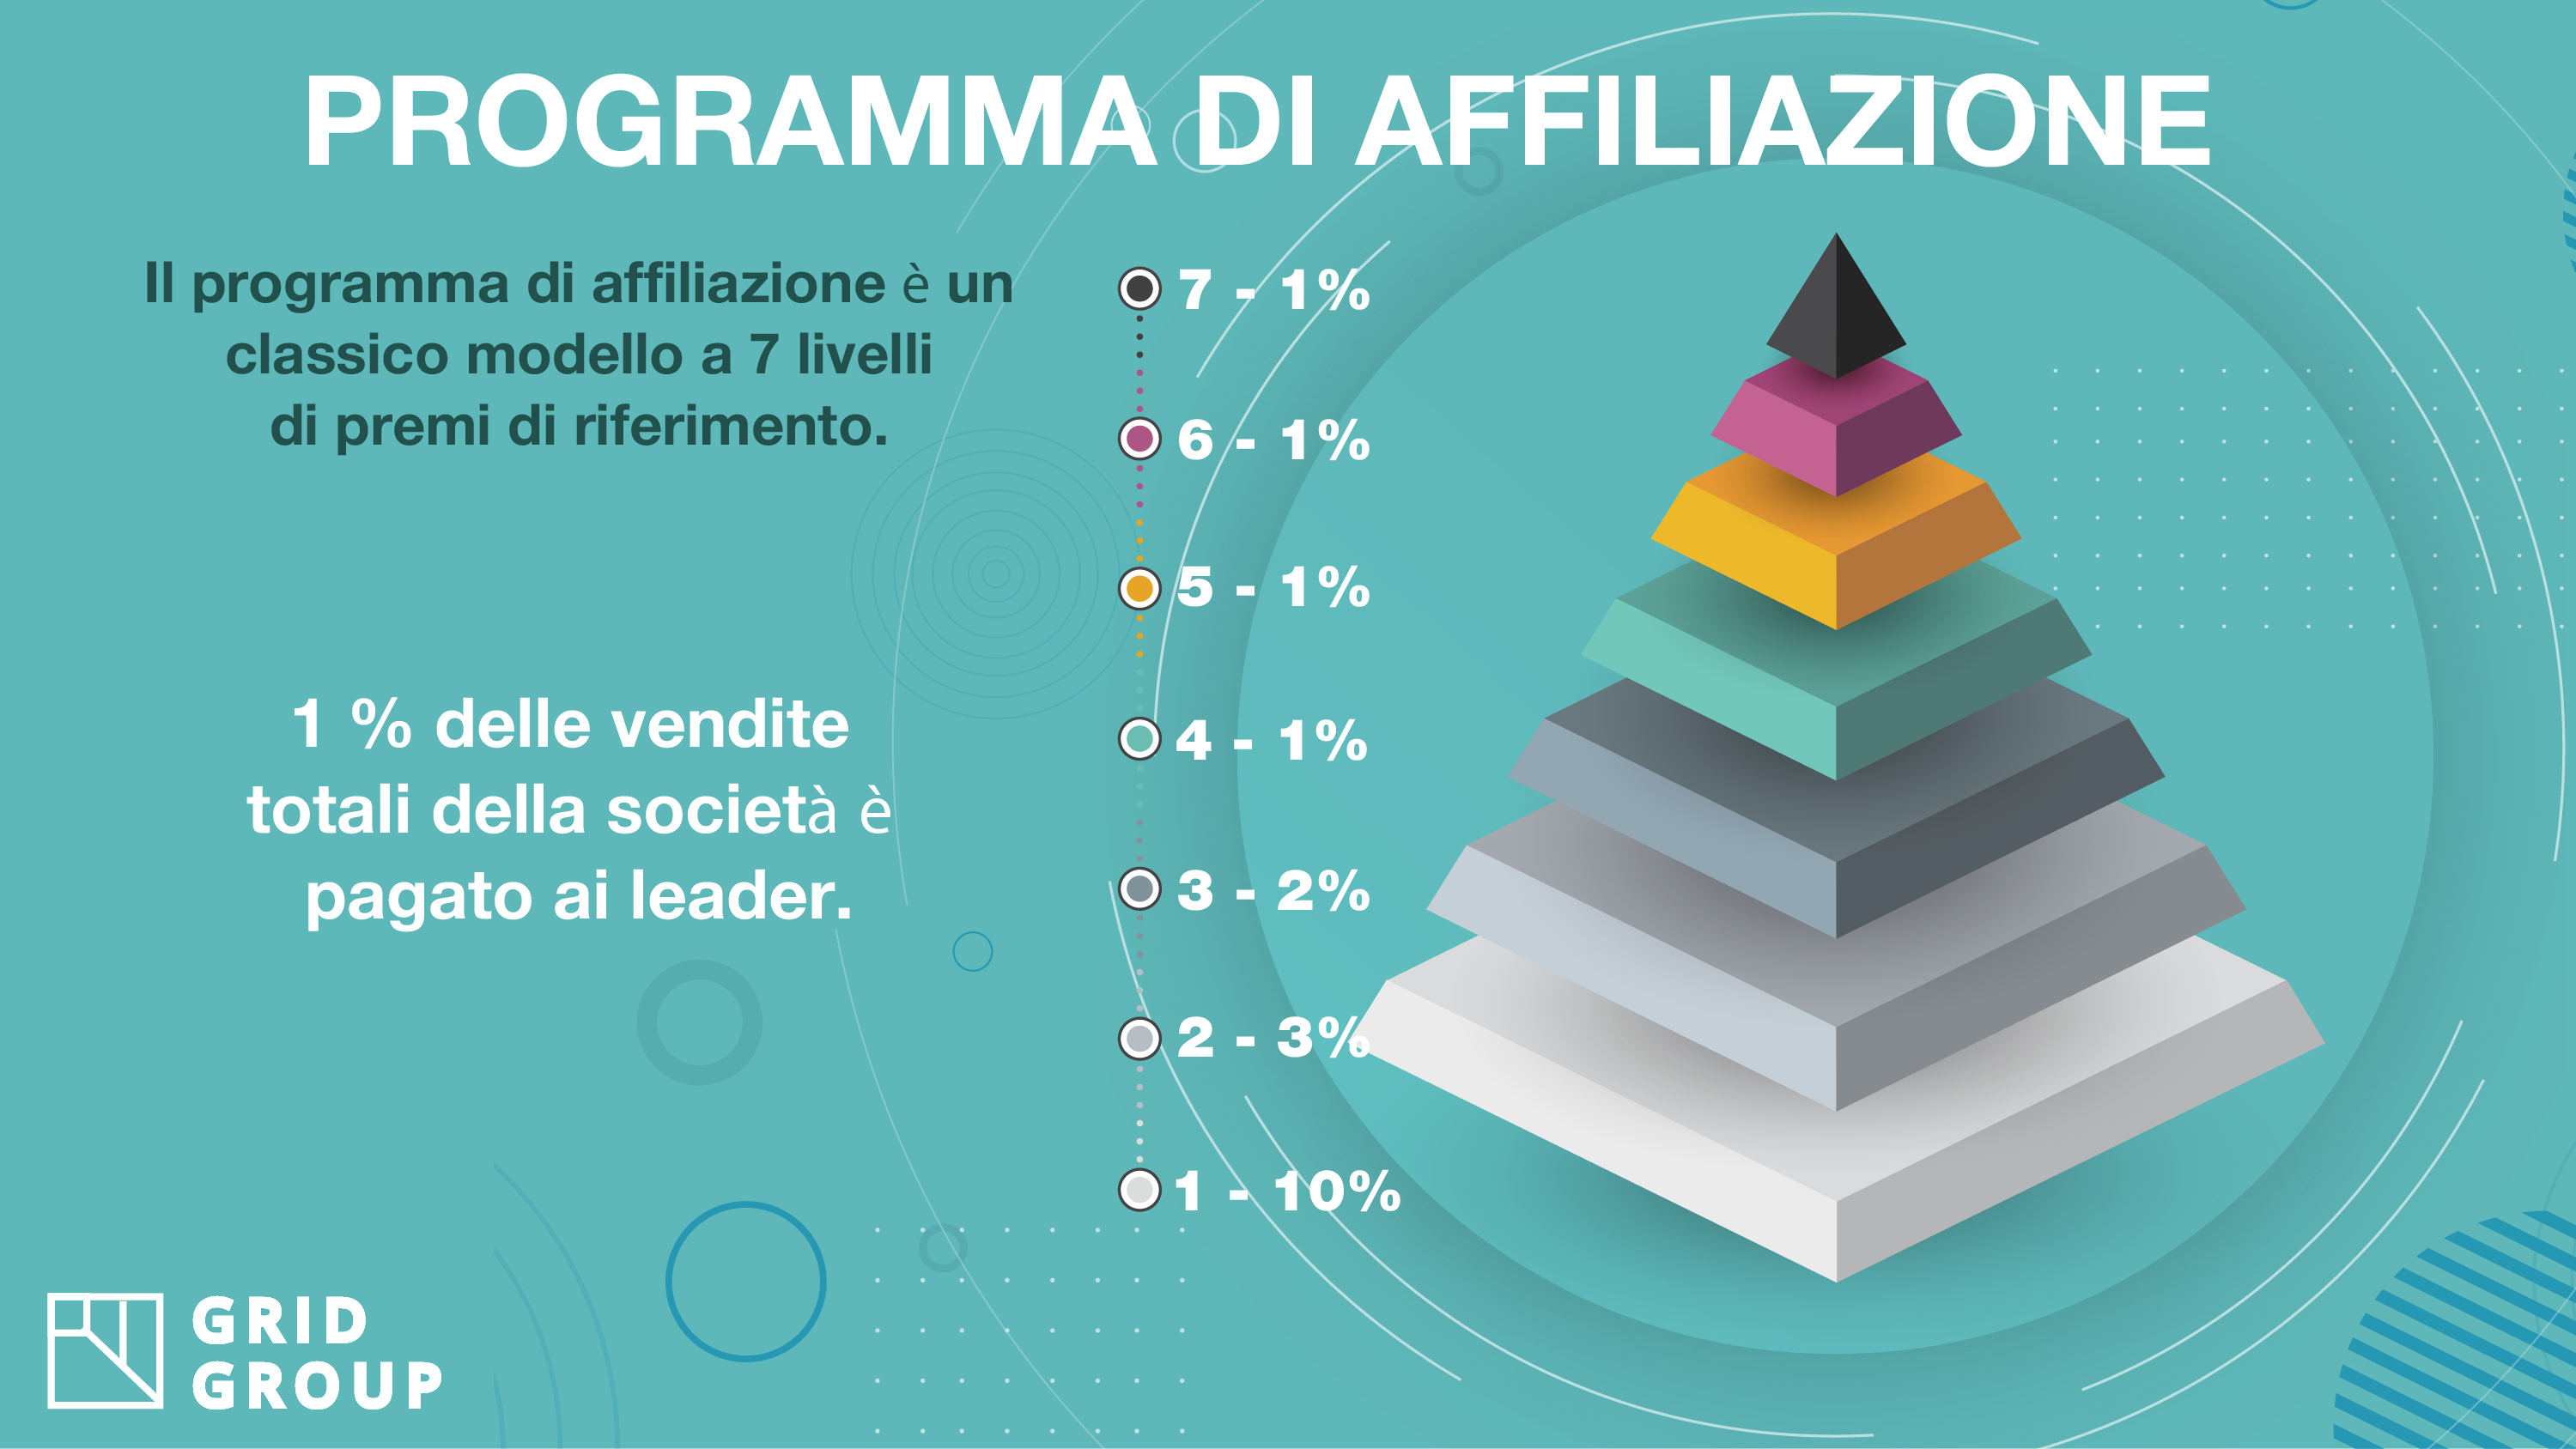 PROGRAMMA DI AFFILIAZIONE
Il programma di affiliazione è un
classico modello a 7 livelli
di premi di riferimento.
1 % delle vendite
totali della società è
pagato ai leader.
7 - 1%
6 - 1%
5 - 1%
4 - 1%
3 - 2%
2 - 3%
1 - 10%
GRID
GROUP